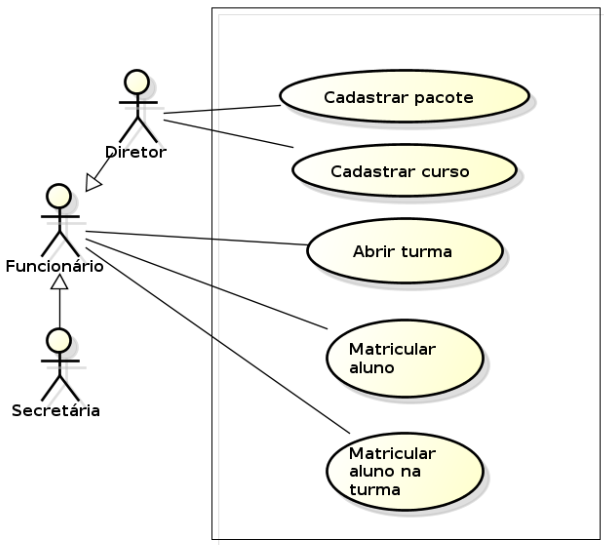 Diretor
Funcionário
Secretária
Cadastrar pacote
Cadastrar curso
Abrir turma
Matricular
aluno
Matricular
aluno na
turma